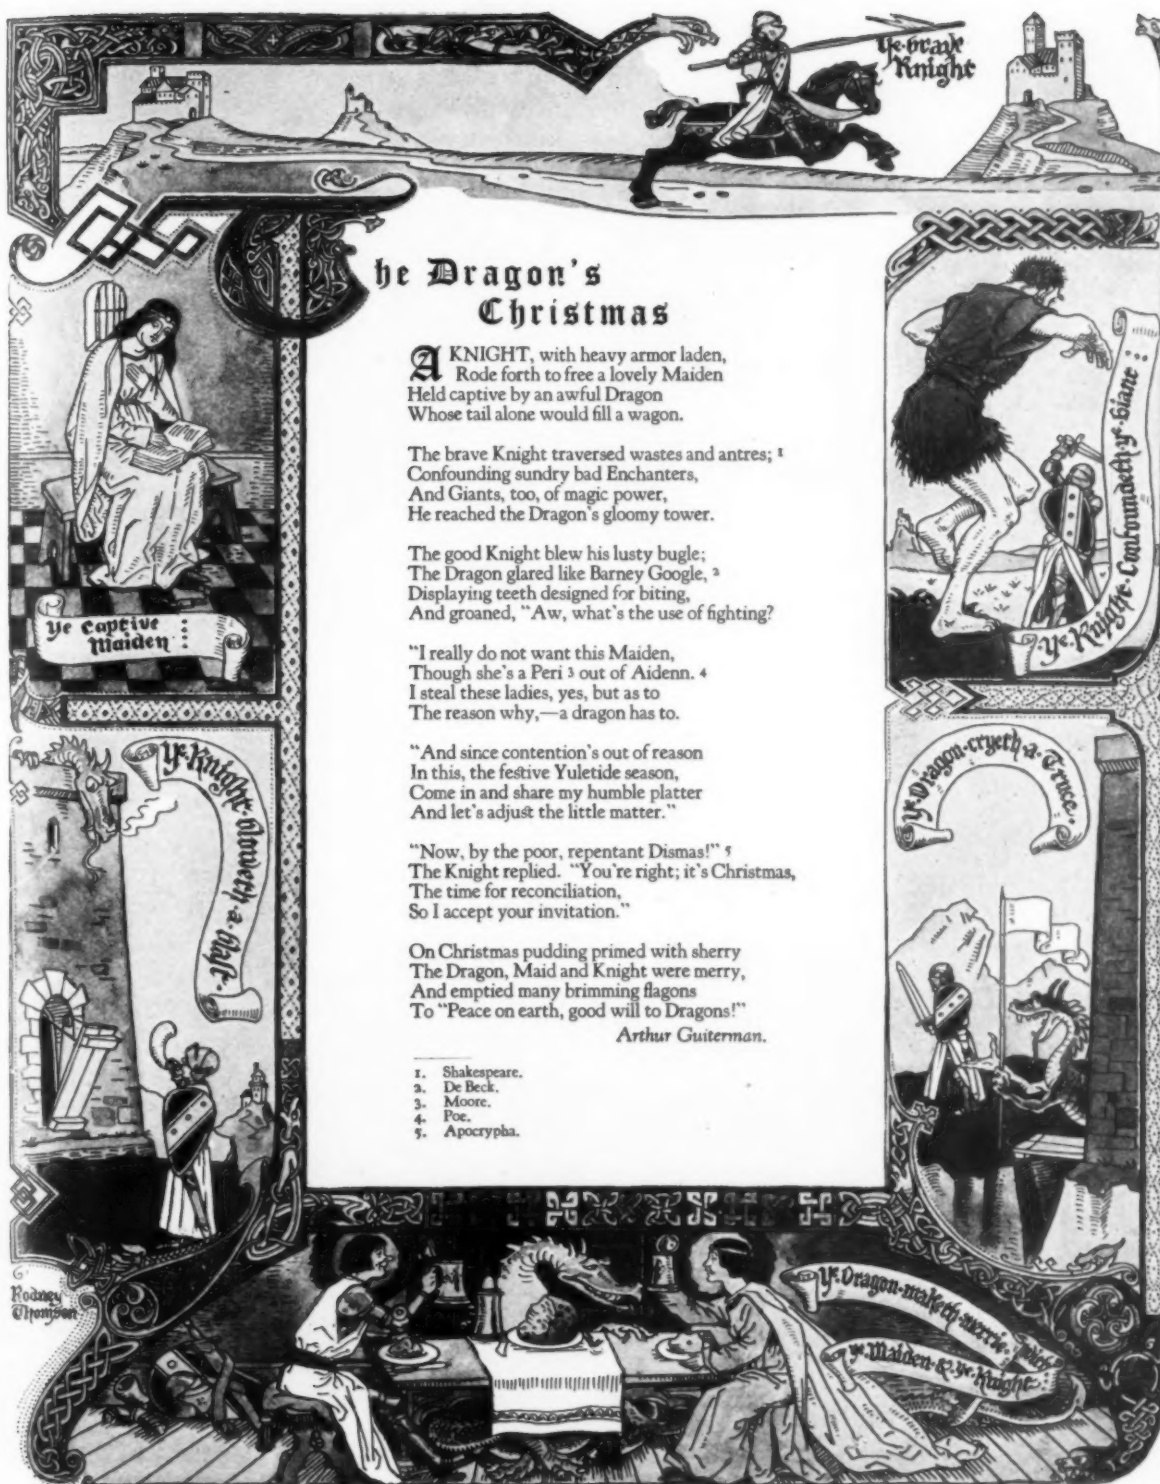 Ye brave
Knight
The Dragon's
Christmas
A KNIGHT, with heavy armor laden,
Rode forth to free a lovely Maiden
Held captive by an awful Dragon
Whose tail alone would fill a wagon.
The brave Knight traversed wastes and antres; 1
Confounding sundry bad Enchanters,
And Giants, too, of magic power,
He reached the Dragon's gloomy tower.
The good Knight blew his lusty bugle;
The Dragon glared like Barney Google, 2
Displaying teeth designed for biting,
And groaned, "Aw, what's the use of fighting?
"I really do not want this Maiden,
Though she's a Peri 3 out of Aidenn. 4
I steal these ladies, yes, but as to
The reason why,—a dragon has to.
"And since contention's out of reason
In this, the festive Yuletide season,
Come in and share my humble platter
And let's adjust the little matter."
"Now, by the poor, repentant Dismas!" 5
The Knight replied. "You're right; it's Christmas,
The time for reconciliation,
So I accept your invitation."
On Christmas pudding primed with sherry
The Dragon, Maid and Knight were merry,
And emptied many brimming flagons
To "Peace on earth, good will to Dragons!"
Arthur Guiterman.
1. Shakespeare.
2. De Beck.
3. Moore.
4. Poe.
5. Apocrypha.
Ye Captive
Maiden
Ye Knight Confoundeth ye Giant
Ye Knight bloweth a blast
Ye Dragon cryeth a Truce
Ye Dragon maketh merrie with
ye Maiden & ye Knight
Rodney
Thomson